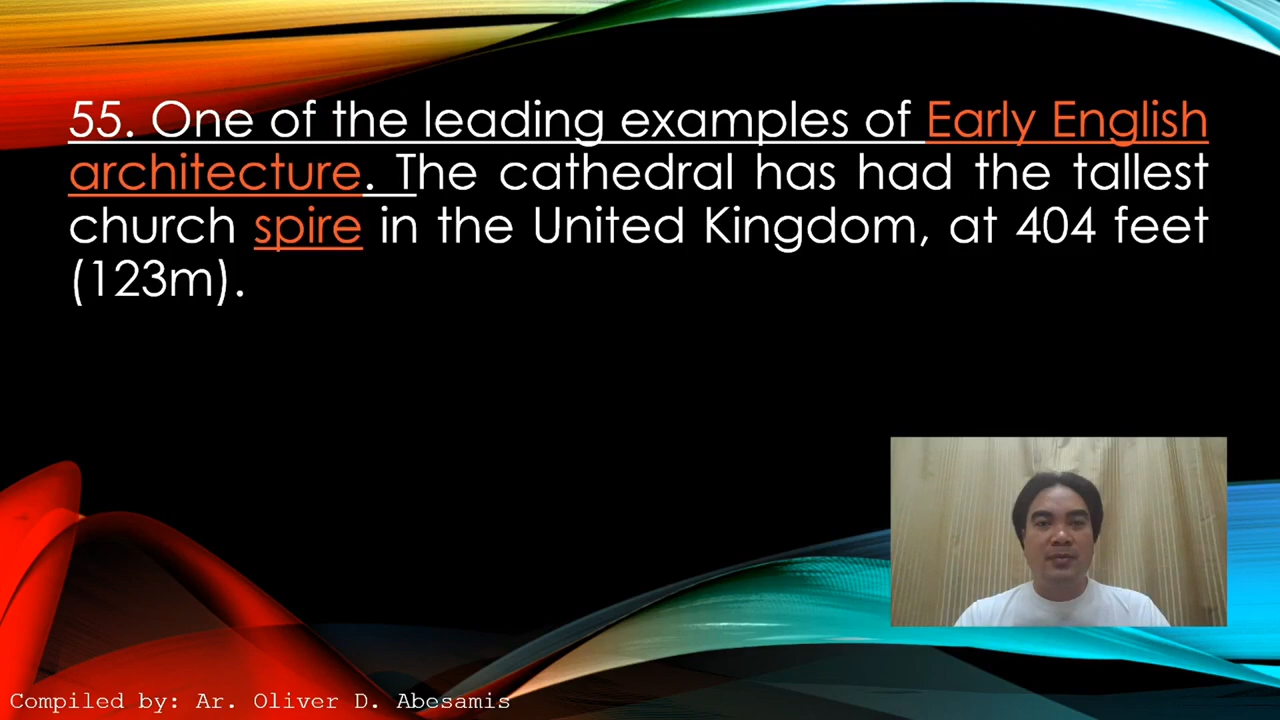 55. One of the leading examples of Early English
architecture. The cathedral has had the tallest
church spire in the United Kingdom, at 404 feet
(123m).
Compiled by: Ar. Oliver D. Abesamis